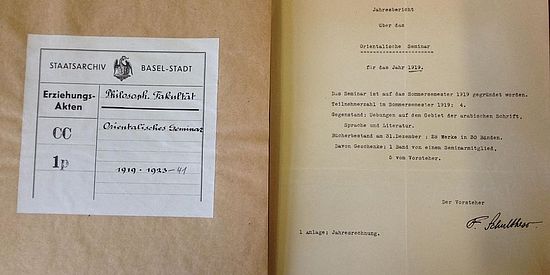 STAATSARCHIV BASEL-STADT
Erziehungs-
Akten
CC
1p
Philosoph. Fakultät
Orientalisches Seminar
1919 · 1923-41
Jahresbericht
über das
Orientalische Seminar
für das Jahr 1919.
Das Seminar ist auf das Sommersemester 1919 gegründet worden.
Teilnehmerzahl im Sommersemester 1919: 4.
Gegenstand: Uebungen auf dem Gebiet der arabischen Schrift,
Sprache und Literatur.
Bücherbestand am 31.Dezember : 28 Werke in 30 Bänden.
Davon Geschenke: 1 Band von einem Seminarmitglied,
5 vom Vorsteher.
Der Vorsteher
F. Schulthess.
1 Anlage: Jahresrechnung.